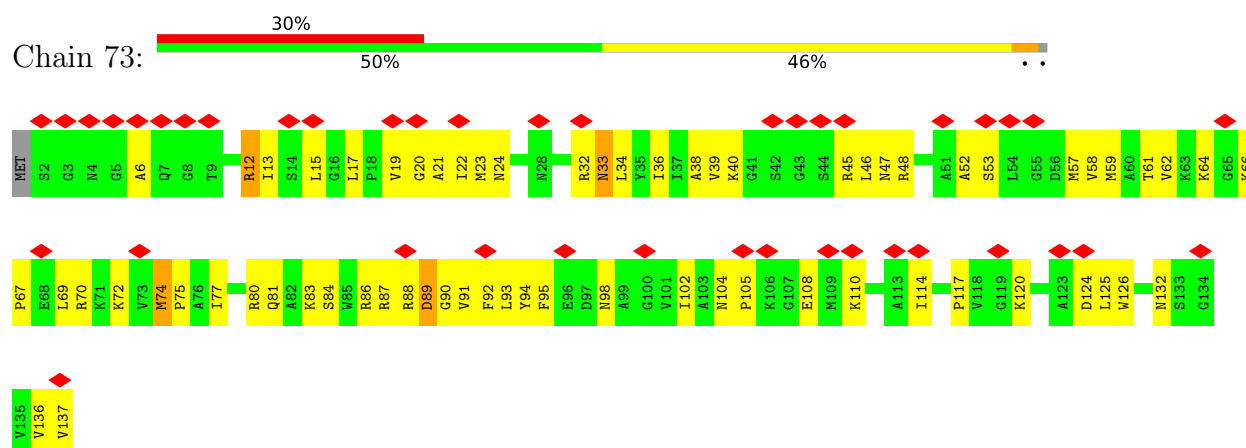 30%
Chain 73:
50% 46% . .
MET S2 G3 N4 G5 A6 Q7 G8 T9 R12 I13 S14 L15 G16 L17 P18 V19 G20 A21 I22 M23 N24 N28 R32 N33 L34 Y35 I36 I37 A38 V39 K40 G41 S42 G43 S44 R45 L46 N47 R48 A51 A52 S53 L54 G55 D56 M57 V58 M59 A60 T61 V62 K63 K64 G65 K66
P67 E68 L69 R70 K71 K72 V73 M74 P75 A76 I77 R80 Q81 A82 K83 S84 W85 R86 R87 R88 D89 G90 V91 F92 L93 Y94 F95 E96 D97 N98 A99 G100 V101 I102 A103 N104 P105 K106 G107 E108 M109 K110 A113 I114 P117 V118 G119 K120 A123 D124 L125 W126 N132 S133 G134
V135 V136 V137